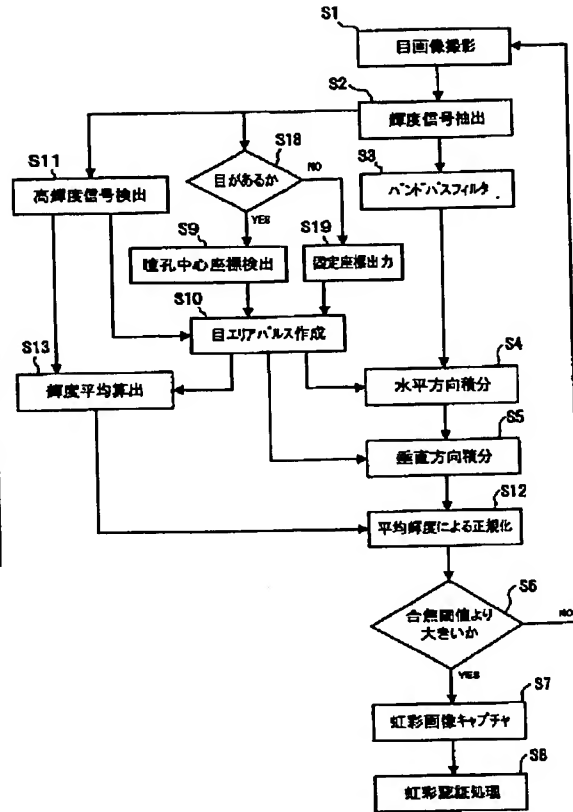 S1
目画像撮影
S2
輝度信号抽出
S11
高輝度信号検出
S18
目があるか
NO
YES
S3
バンドパスフィルタ
S9
瞳孔中心座標検出
S19
固定座標出力
S10
目エリアパルス作成
S13
輝度平均算出
S4
水平方向積分
S5
垂直方向積分
S12
平均輝度による正規化
S6
合焦閾値より
大きいか
NO
YES
S7
虹彩画像キャプチャ
S8
虹彩認証処理